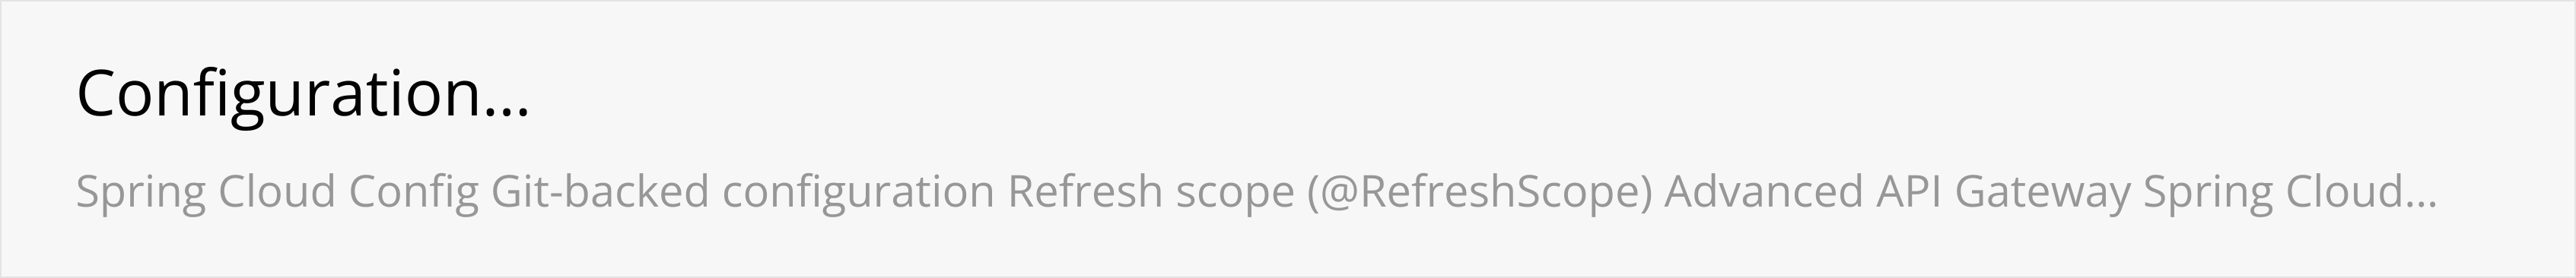 Configuration...
Spring Cloud Config Git-backed configuration Refresh scope (@RefreshScope) Advanced API Gateway Spring Cloud...